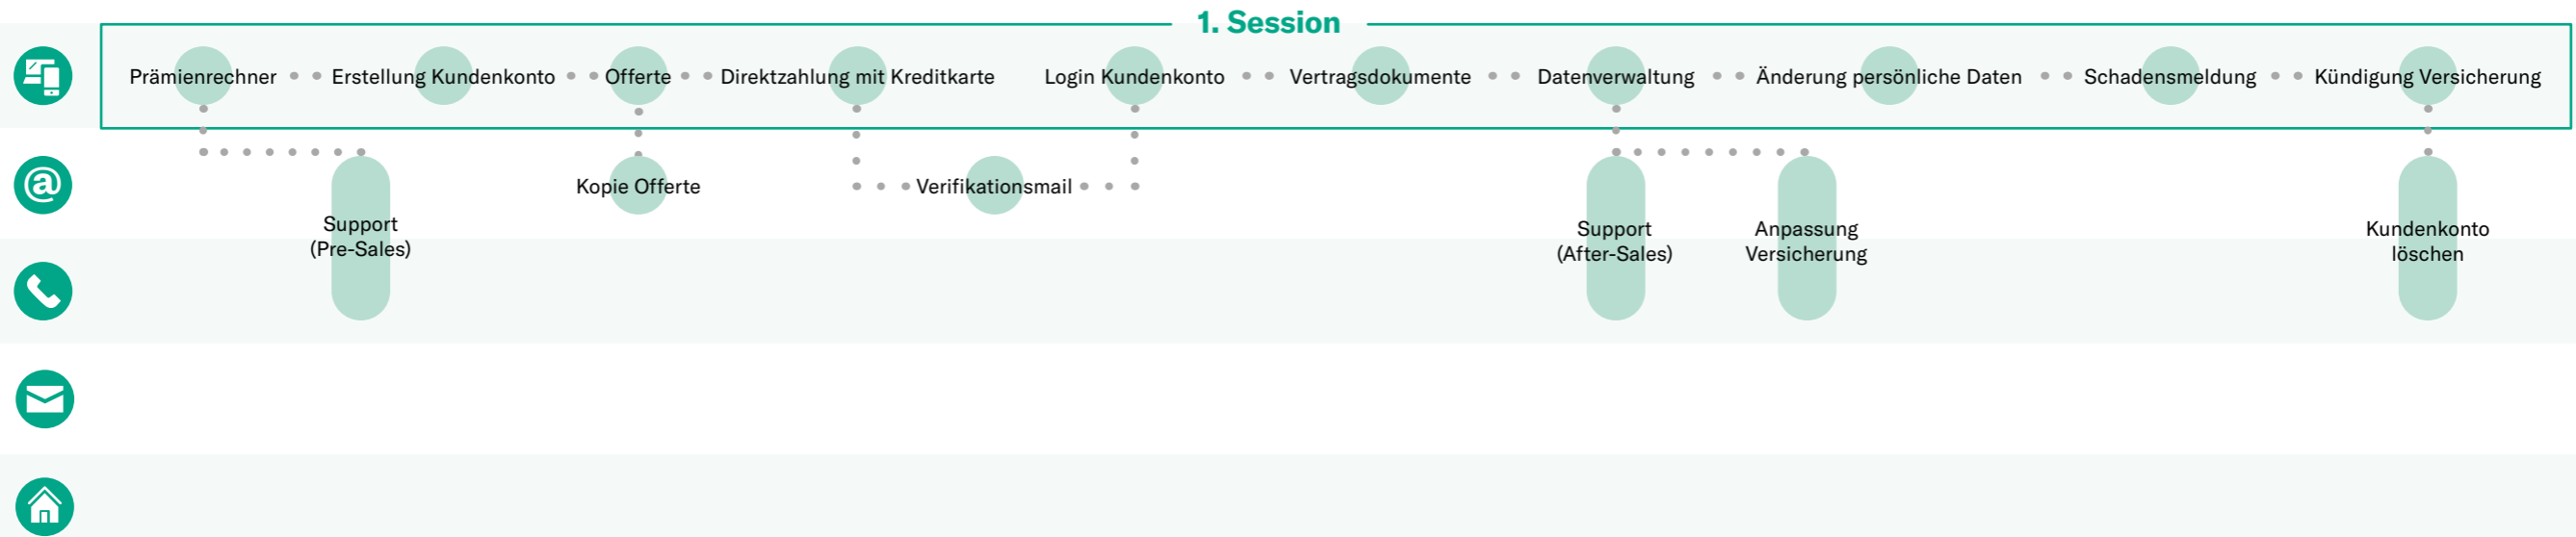 1. Session
Prämienrechner
Erstellung Kundenkonto
Offerte
Direktzahlung mit Kreditkarte
Login Kundenkonto
Vertragsdokumente
Datenverwaltung
Änderung persönliche Daten
Schadensmeldung
Kündigung Versicherung
Kopie Offerte
Verifikationsmail
Support
(Pre-Sales)
Support
(After-Sales)
Anpassung
Versicherung
Kundenkonto
löschen